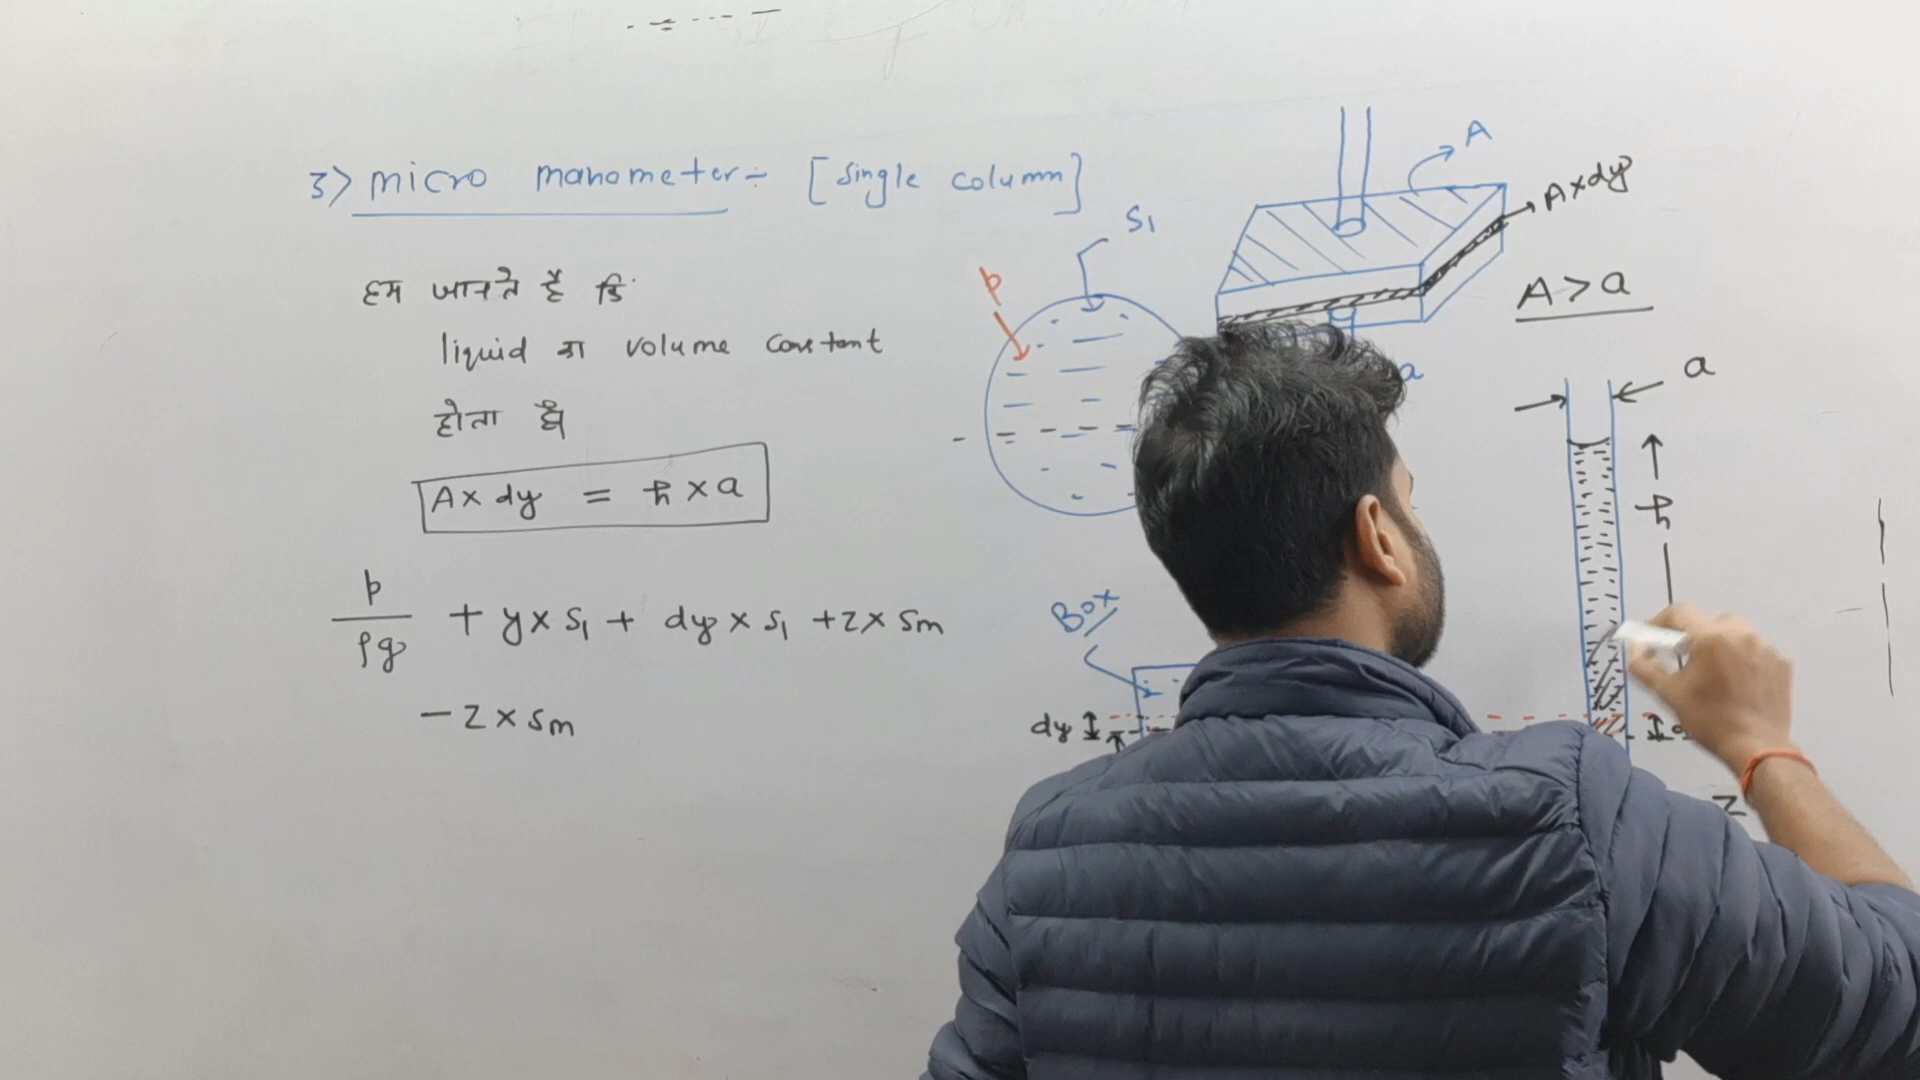 3) micro manometer:- [single column]
हम जानते हैं कि
liquid का volume constant
होता है
A x dy = h x a
p/ρg + y x S1 + dy x S1 + z x Sm
- z x Sm
S1
p
A
A x dy
A > a
a
a
h
Box
dy
z